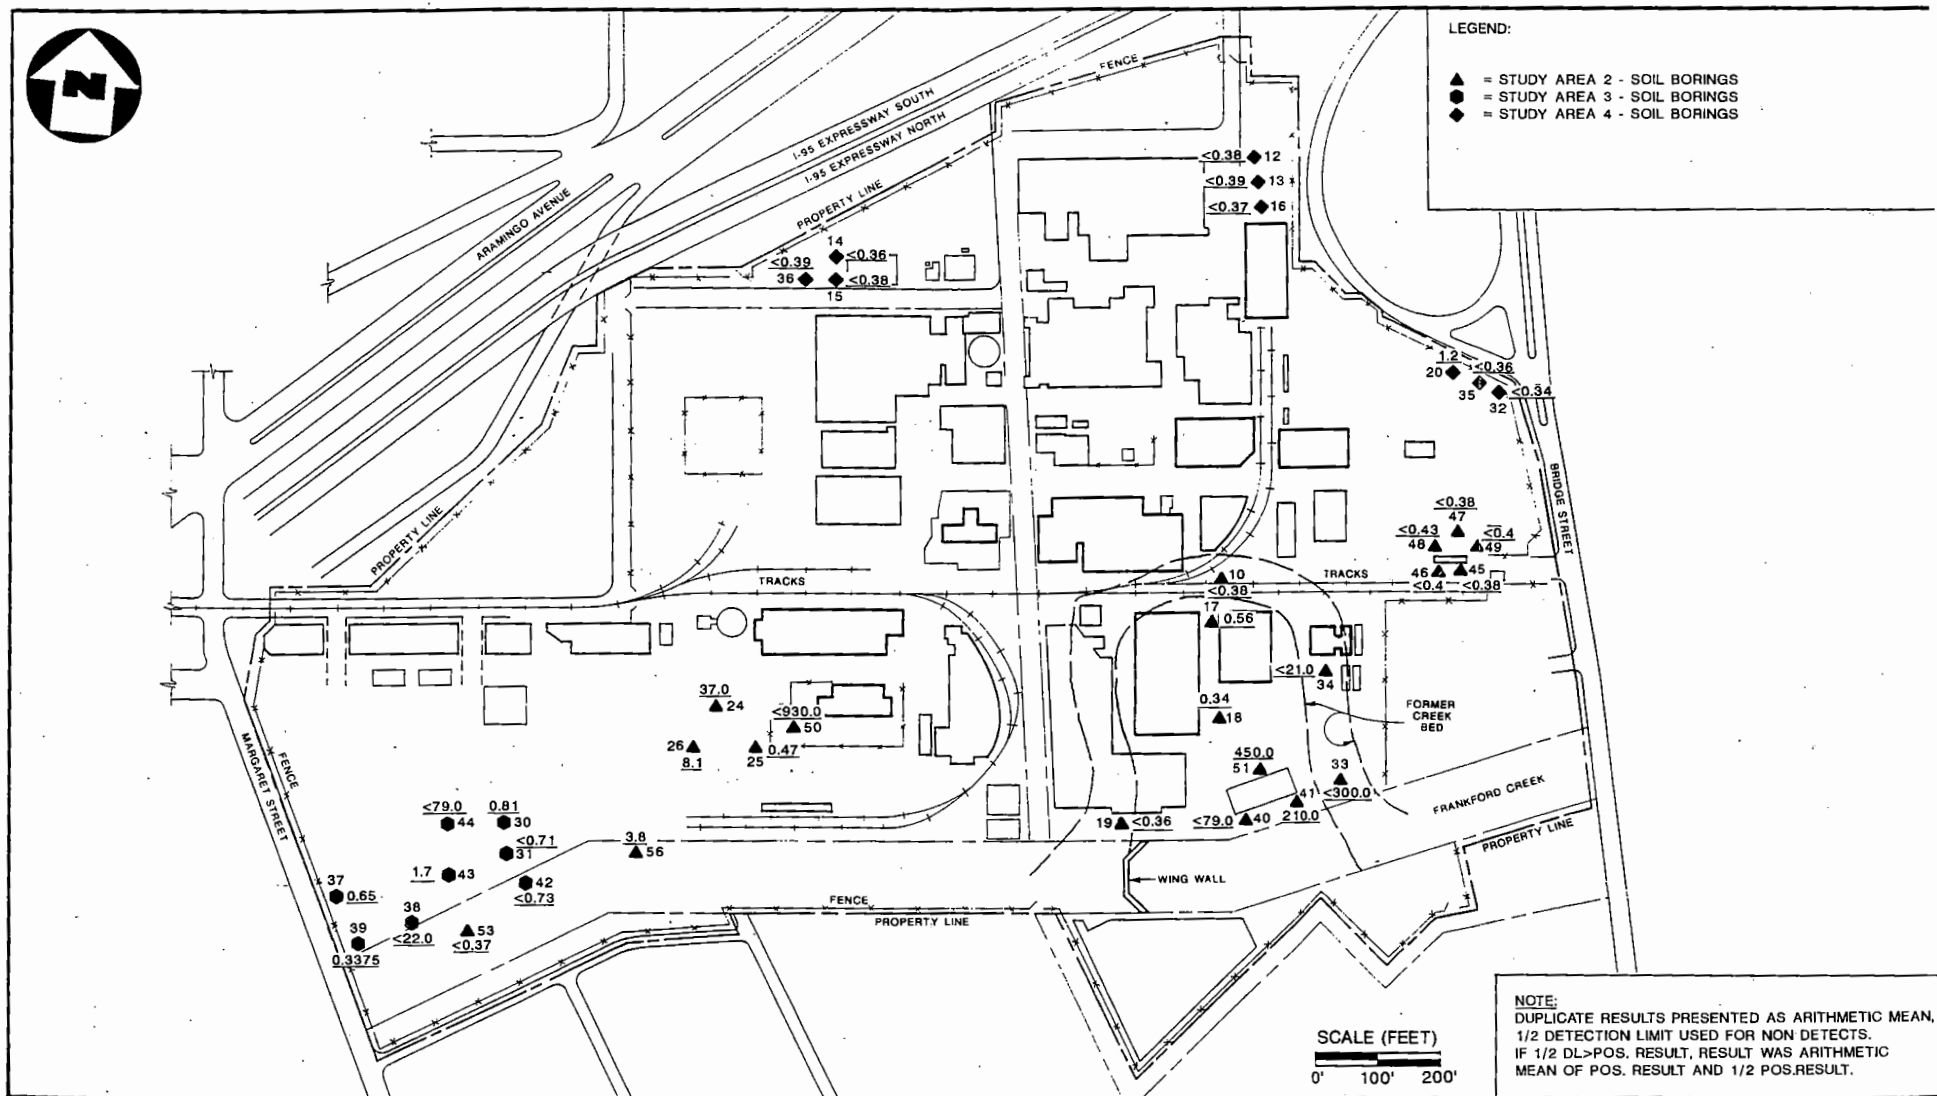 N
LEGEND:
▲ = STUDY AREA 2 - SOIL BORINGS
⬢ = STUDY AREA 3 - SOIL BORINGS
◆ = STUDY AREA 4 - SOIL BORINGS
FENCE
I-95 EXPRESSWAY SOUTH
I-95 EXPRESSWAY NORTH
PROPERTY LINE
ARAMINGO AVENUE
<0.38 12
<0.39 13
<0.37 16
14
<0.36
<0.39
36
<0.38
15
1.2
20
<0.36
35
<0.34
32
BRIDGE STREET
PROPERTY LINE
<0.38
47
<0.43
48
<0.4
49
46
<0.4
45
<0.38
TRACKS
TRACKS
10
<0.38
17
0.56
<21.0
34
37.0
24
<930.0
50
26
8.1
25
0.47
0.34
18
FORMER
CREEK
BED
450.0
51
33
<300.0
41
210.0
<79.0 40
19 <0.36
FRANKFORD CREEK
PROPERTY LINE
MARGARET STREET
FENCE
<79.0
44
0.81
30
<0.71
31
3.8
56
1.7 43
42
<0.73
37
0.65
38
<22.0
53
<0.37
39
0.3375
WING WALL
FENCE
PROPERTY LINE
SCALE (FEET)
0' 100' 200'
NOTE:
DUPLICATE RESULTS PRESENTED AS ARITHMETIC MEAN,
1/2 DETECTION LIMIT USED FOR NON DETECTS.
IF 1/2 DL>POS. RESULT, RESULT WAS ARITHMETIC
MEAN OF POS. RESULT AND 1/2 POS.RESULT.